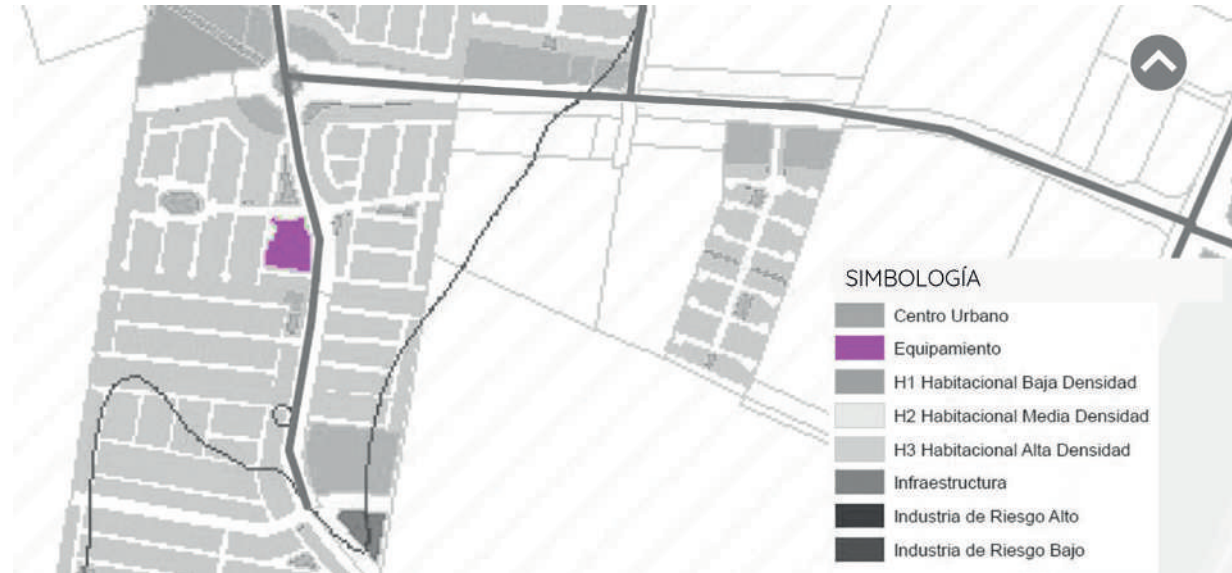 SIMBOLOGÍA
Centro Urbano
Equipamiento
H1 Habitacional Baja Densidad
H2 Habitacional Media Densidad
H3 Habitacional Alta Densidad
Infraestructura
Industria de Riesgo Alto
Industria de Riesgo Bajo